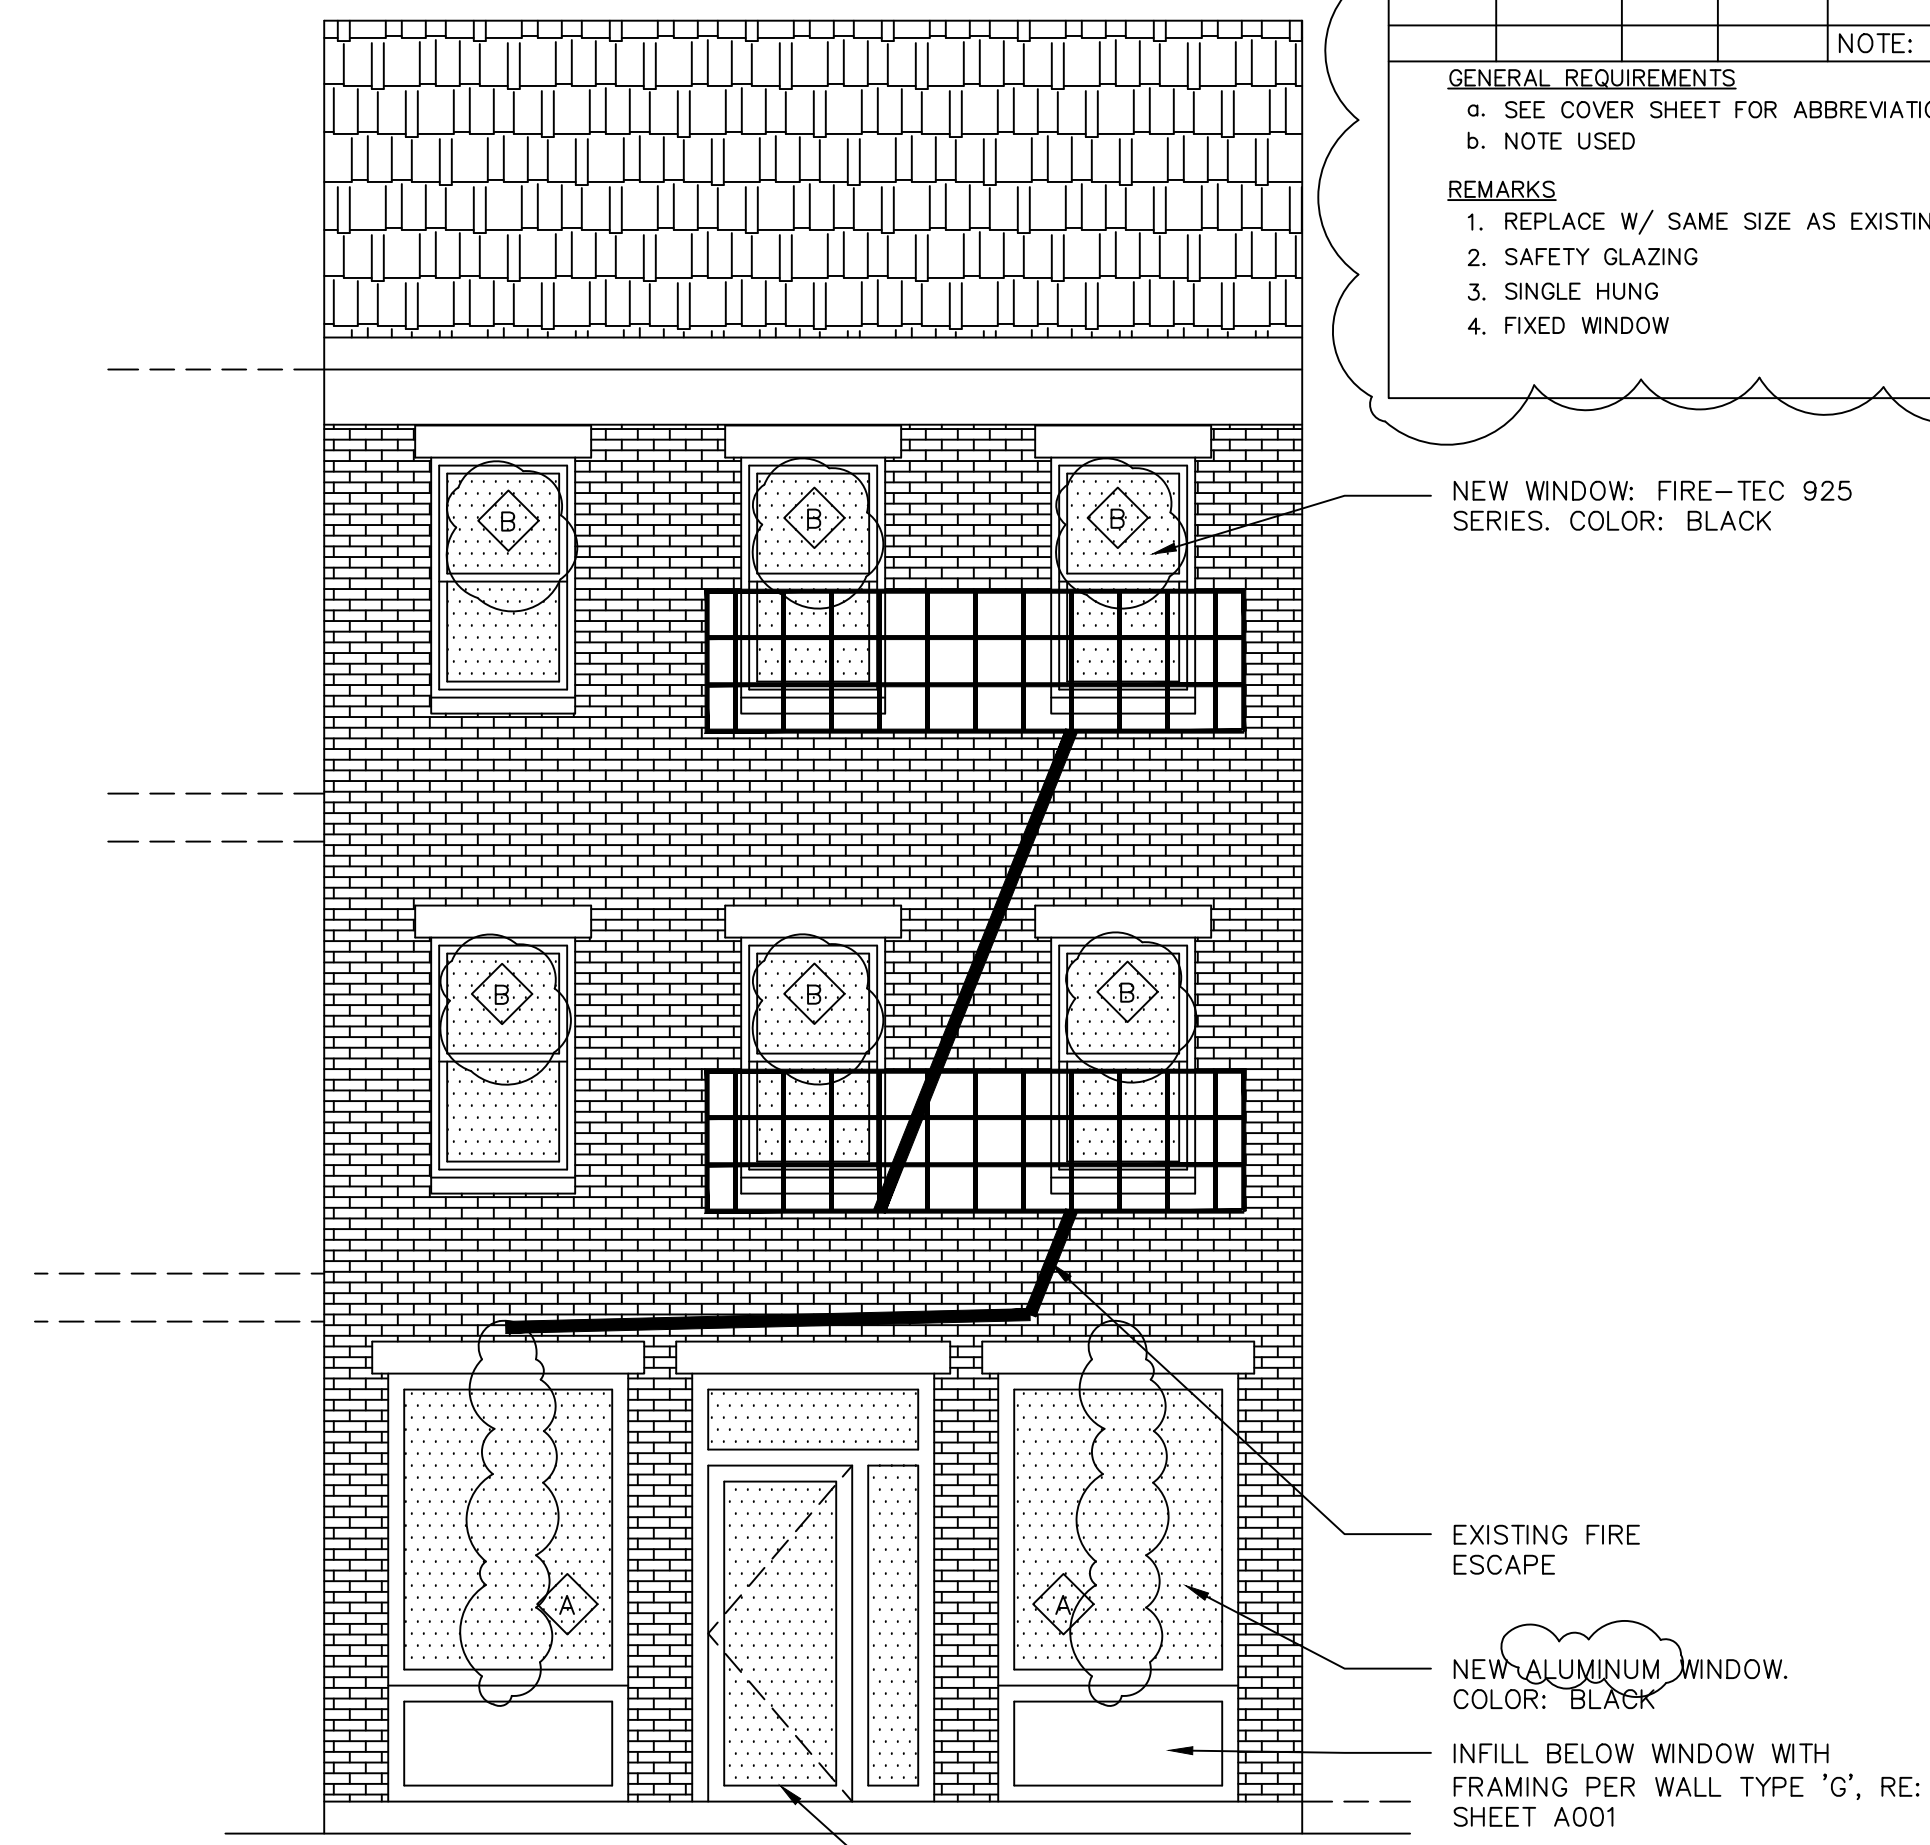 NOTE:
GENERAL REQUIREMENTS
a. SEE COVER SHEET FOR
b. NOTE USED
REMARKS
1. REPLACE W/ SAME SIZE AS
2. SAFETY GLAZING
3. SINGLE HUNG
4. FIXED WINDOW
B
B
B
NEW WINDOW: FIRE-TEC 925
SERIES. COLOR: BLACK
B
B
B
EXISTING FIRE
ESCAPE
A
A
NEW ALUMINUM WINDOW.
COLOR: BLACK
INFILL BELOW WINDOW WITH
FRAMING PER WALL TYPE 'G', RE:
SHEET A001